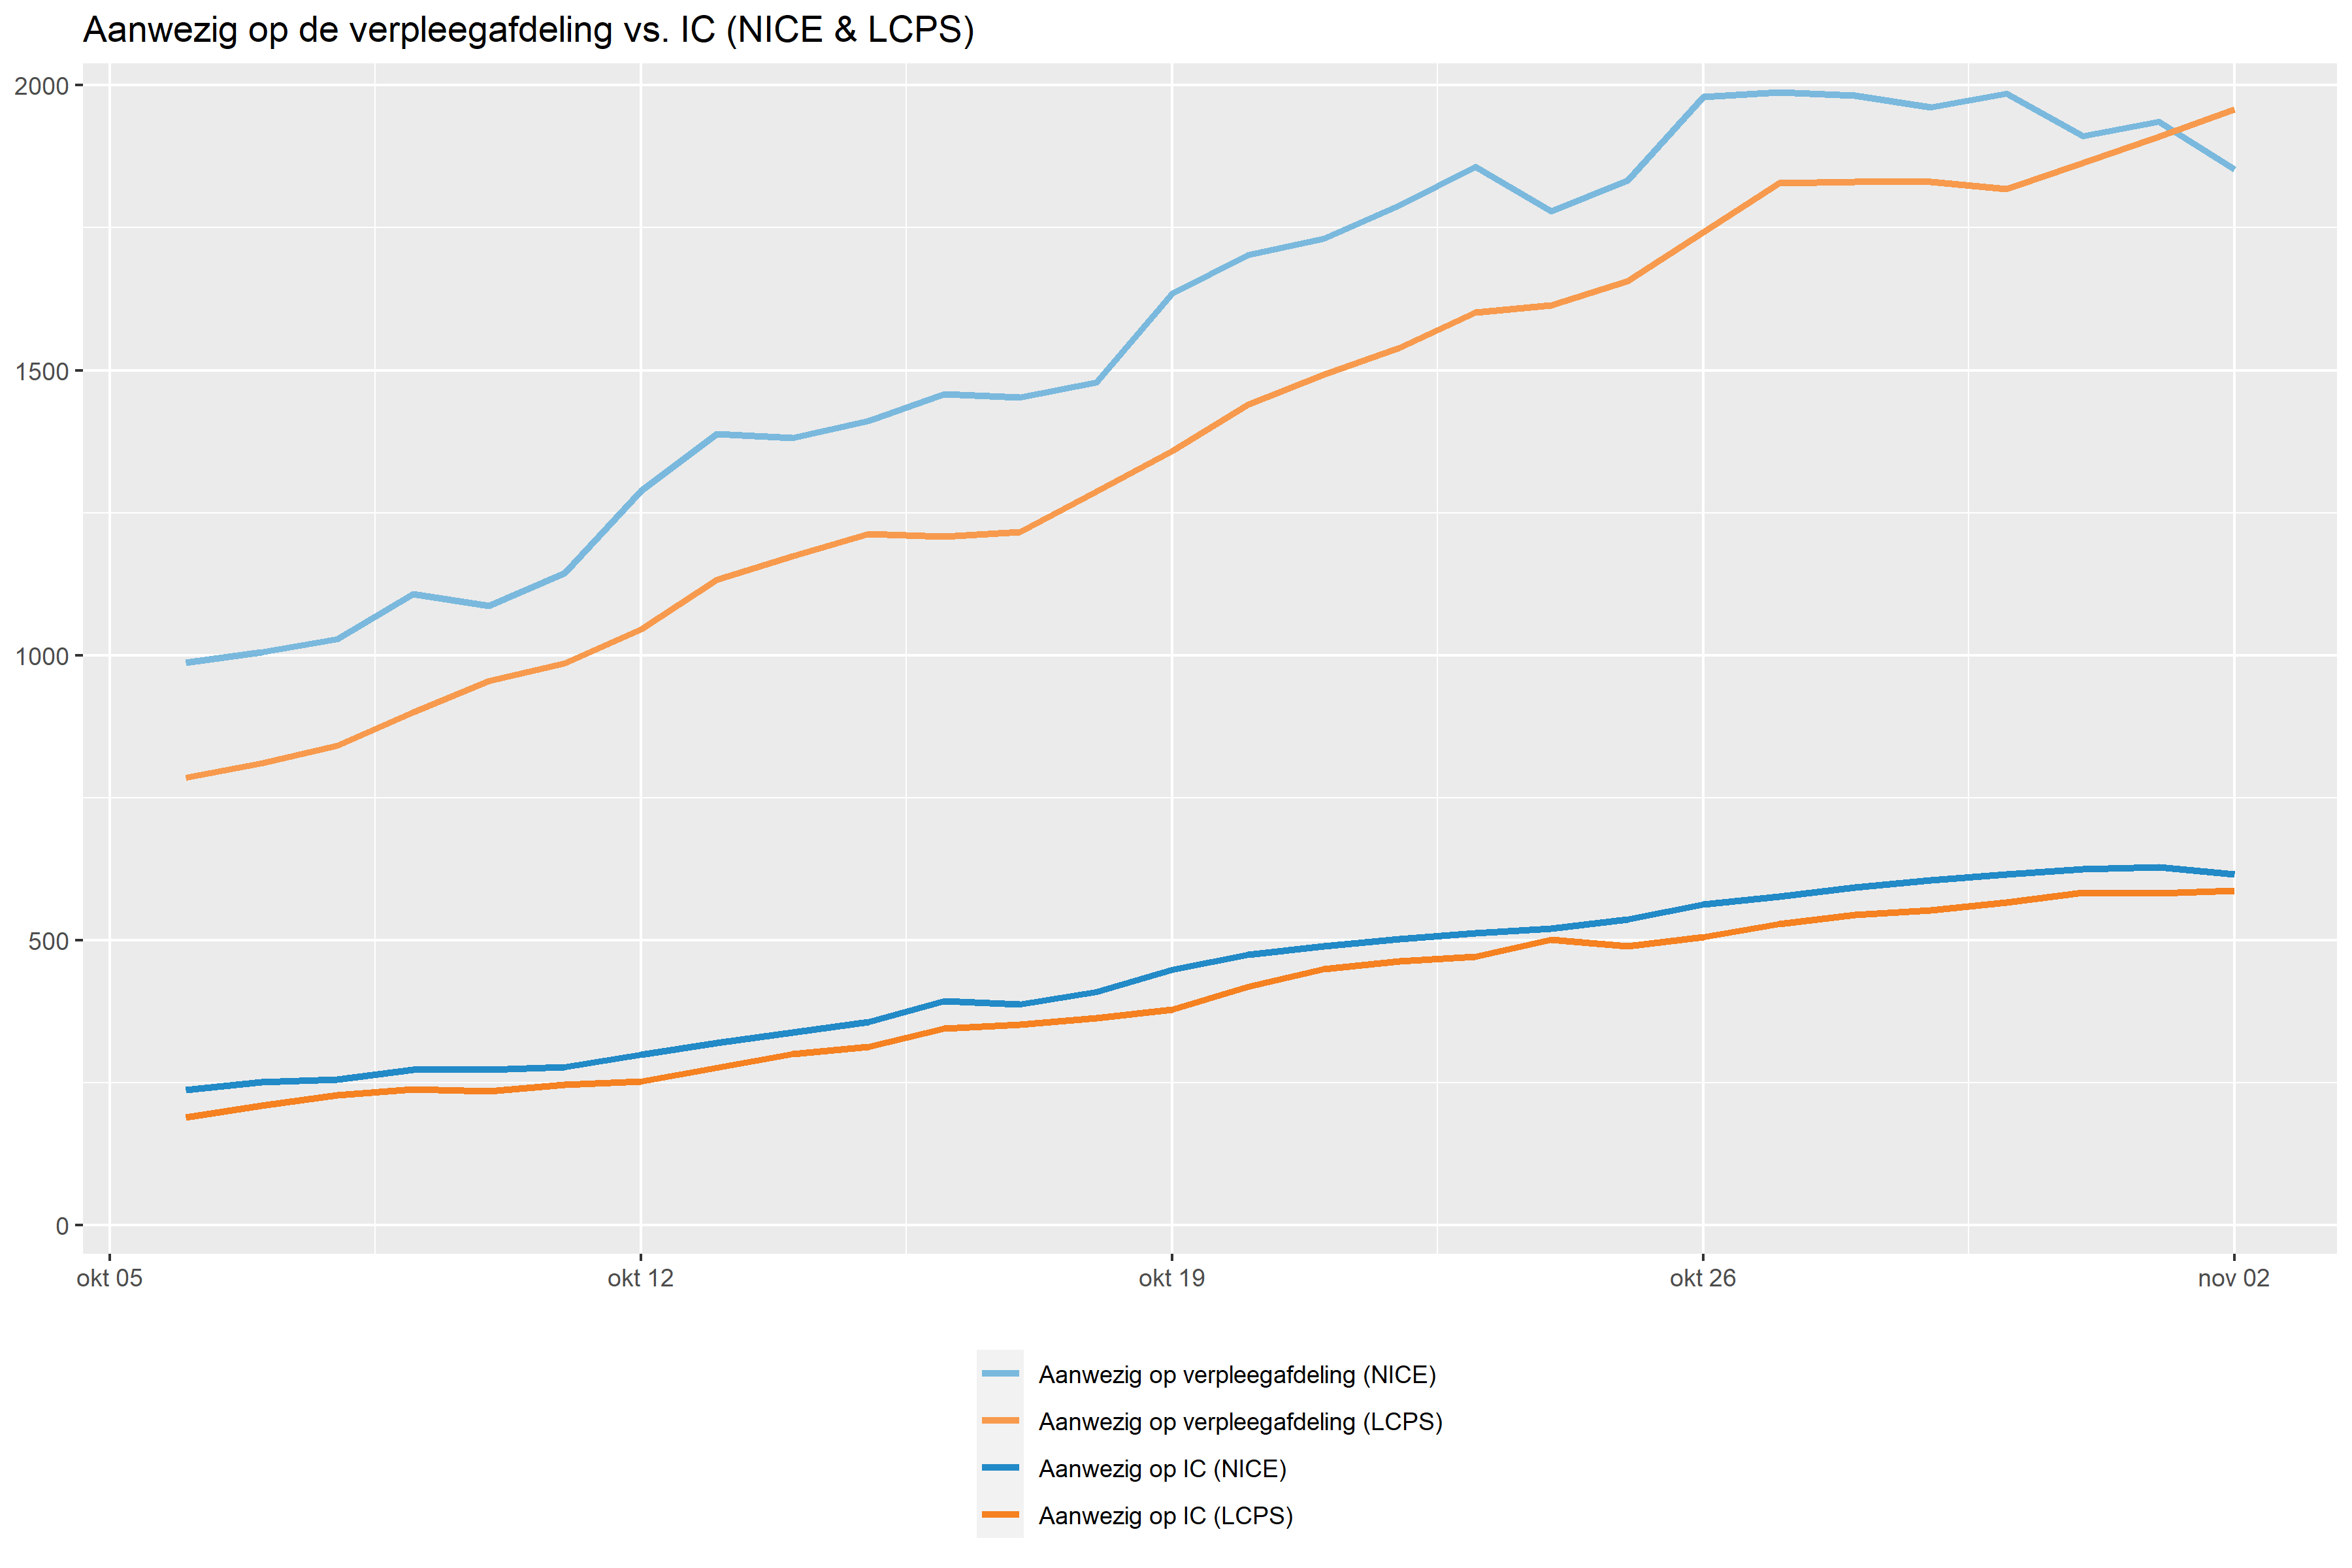 Aanwezig op de verpleegafdeling vs. IC (NICE & LCPS)
2000
1500
1000
500
0
okt 05 okt 12 okt 19 okt 26 nov 02
Aanwezig op verpleegafdeling (NICE)
Aanwezig op verpleegafdeling (LCPS)
Aanwezig op IC (NICE)
Aanwezig op IC (LCPS)